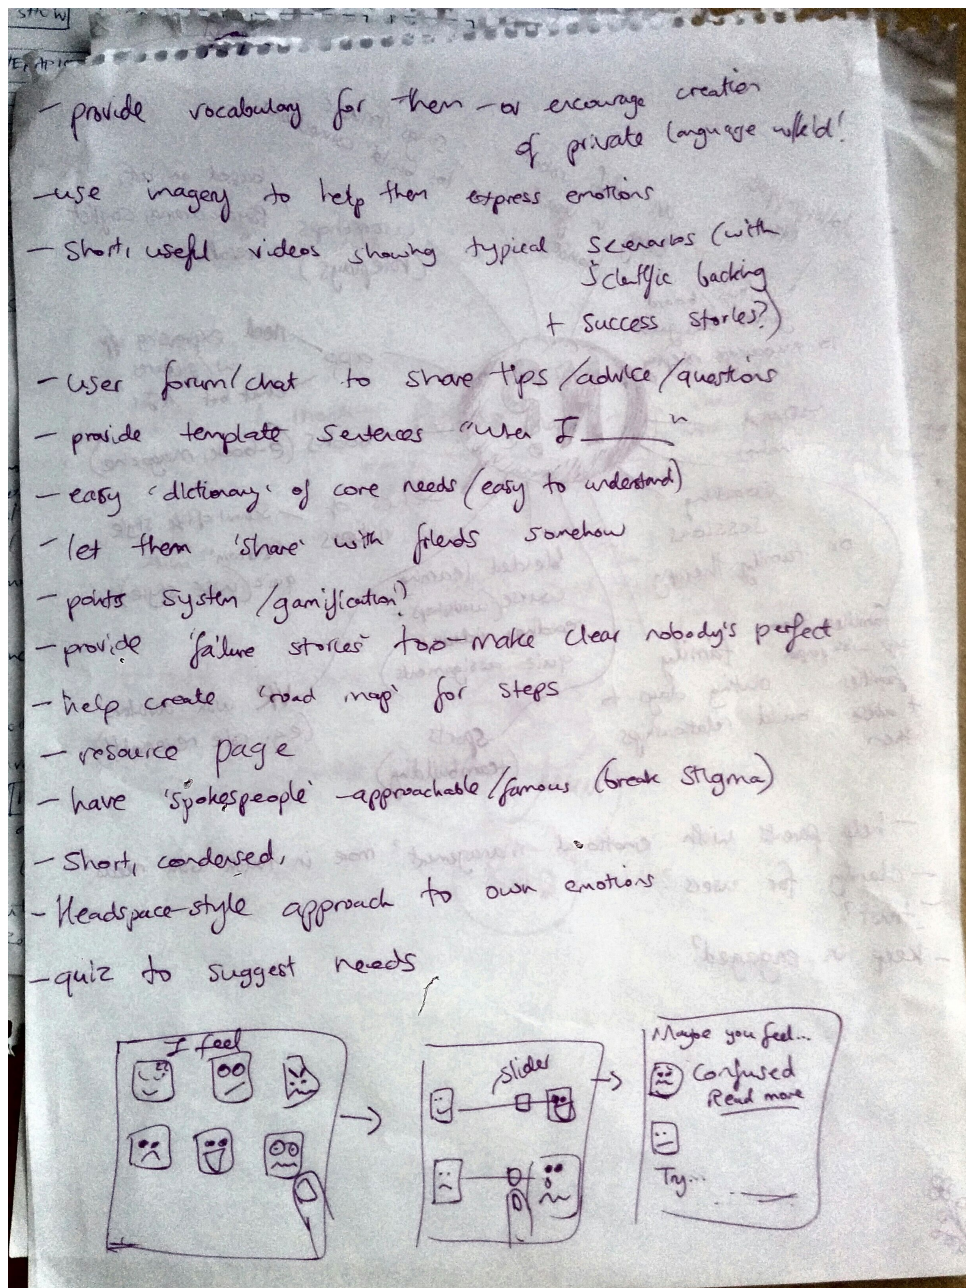 show
- provide vocabulary for them - or encourage creation
of private language w/kid!
- use imagery to help them express emotions
- Short, useful videos showing typical scenarios (with
scientific backing
+ success stories?)
- user forum/chat to share tips/advice/questions
- provide template sentences "when I ______"
- easy 'dictionary' of core needs (easy to understand)
- let them 'share' with friends somehow
- points system /gamification?
- provide 'failure stories' too - make clear nobody's perfect
- help create 'road map' for steps
- resource page
- have 'spokespeople' - approachable/famous (break stigma)
- Short, condensed,
- Headspace-style approach to own emotions
- quiz to suggest needs
I feel
slider
Maybe you feel...
Confused
Read more
Try...